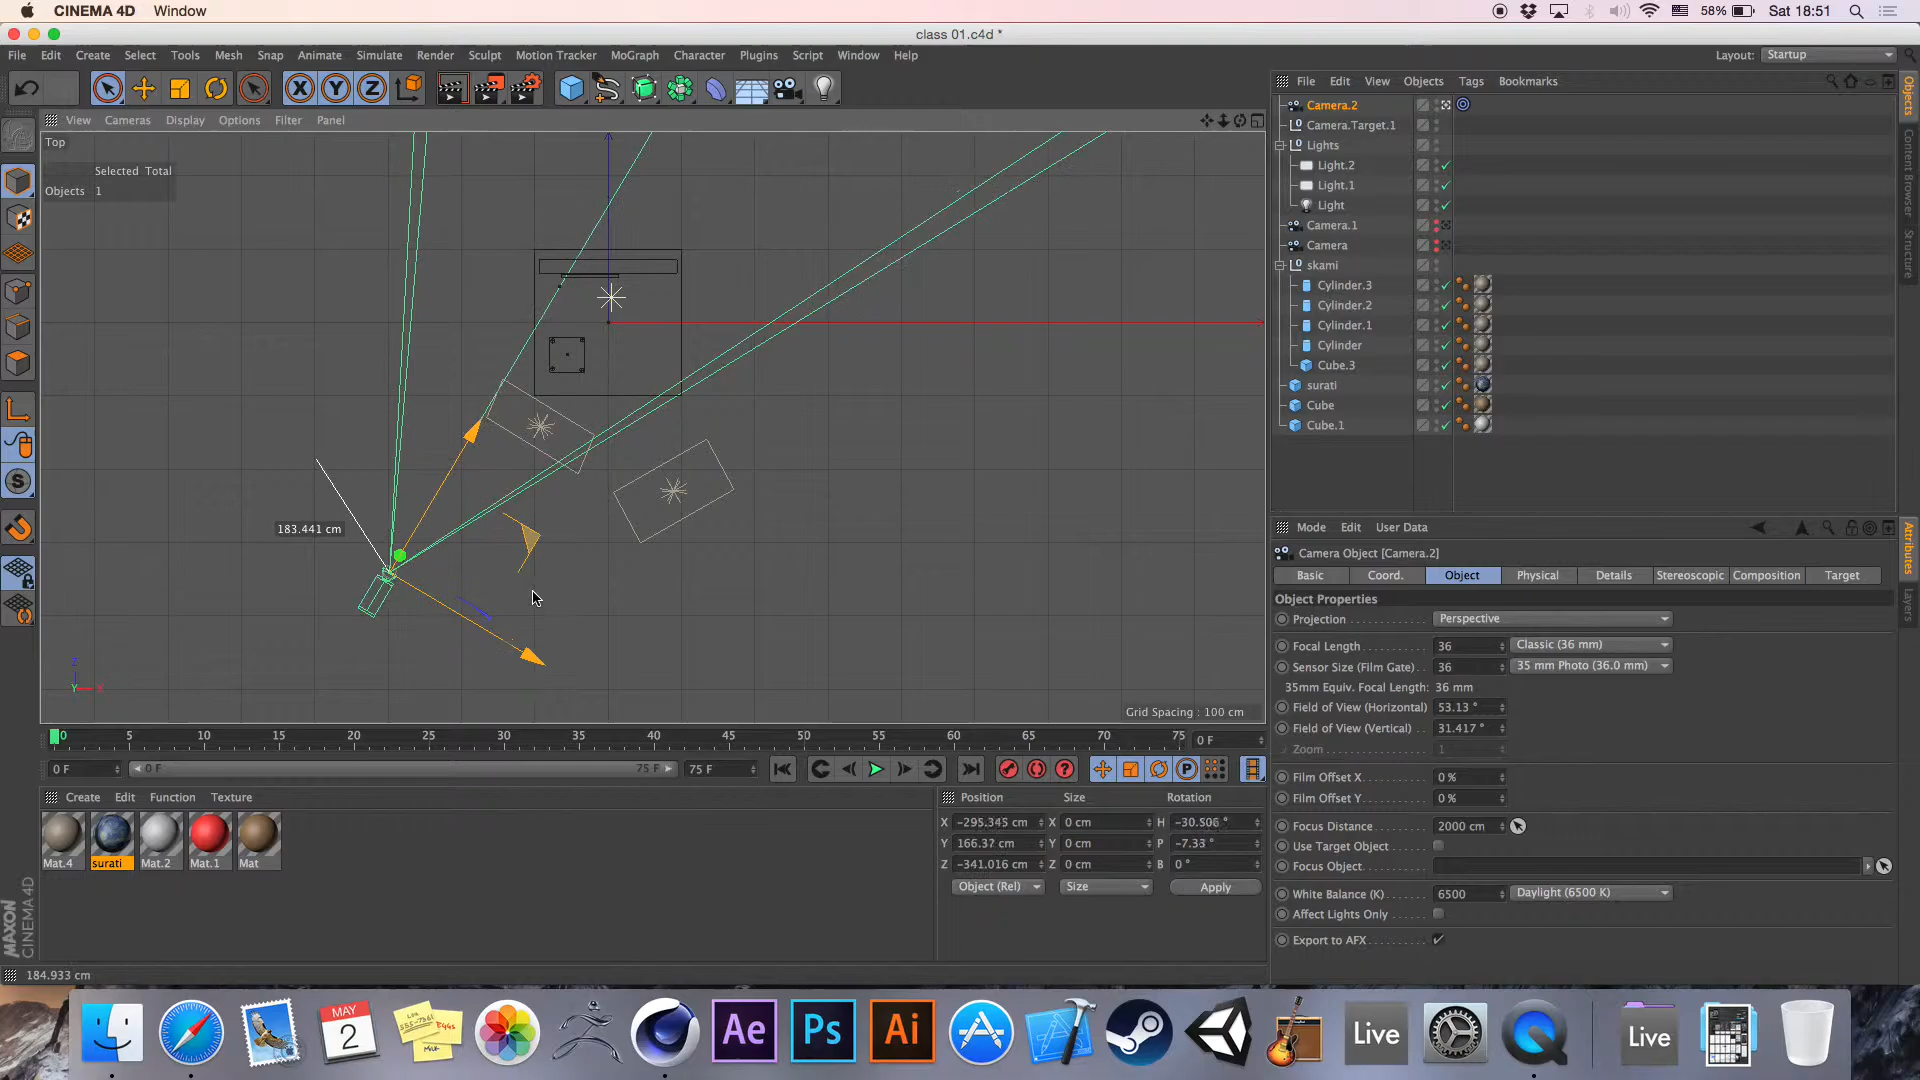 CINEMA 4D Window
58% Sat 18:51
class 01.c4d *
File Edit Create Select Tools Mesh Snap Animate Simulate Render Sculpt Motion Tracker MoGraph Character Plugins Script Window Help
Layout: Startup
X Y Z
File Edit View Objects Tags Bookmarks
View Cameras Display Options Filter Panel
Top
Selected Total
Objects 1
183.441 cm
Z
Y X
Grid Spacing : 100 cm
Camera.2
Camera.Target.1
Lights
Light.2
Light.1
Light
Camera.1
Camera
skami
Cylinder.3
Cylinder.2
Cylinder.1
Cylinder
Cube.3
surati
Cube
Cube.1
Objects
Content Browser
Structure
Mode Edit User Data
Camera Object [Camera.2]
Basic Coord. Object Physical Details Stereoscopic Composition Target
Object Properties
Projection Perspective
Focal Length 36 Classic (36 mm)
Sensor Size (Film Gate) 36 35 mm Photo (36.0 mm)
35mm Equiv. Focal Length: 36 mm
Field of View (Horizontal) 53.13 °
Field of View (Vertical) 31.417 °
Zoom 1
Film Offset X 0 %
Film Offset Y 0 %
Focus Distance 2000 cm
Use Target Object
Focus Object
White Balance (K) 6500 Daylight (6500 K)
Affect Lights Only
Export to AFX
Attributes
Layers
0 5 10 15 20 25 30 35 40 45 50 55 60 65 70 75 0 F
0 F 0 F 75 F 75 F
Create Edit Function Texture
Mat.4 surati Mat.2 Mat.1 Mat
Position Size Rotation
X -295.345 cm X 0 cm H -30.506 °
Y 166.37 cm Y 0 cm P -7.33 °
Z -341.016 cm Z 0 cm B 0 °
Object (Rel) Size Apply
MAXON
CINEMA 4D
184.933 cm
MAY
2
Ae Ps Ai Live Live